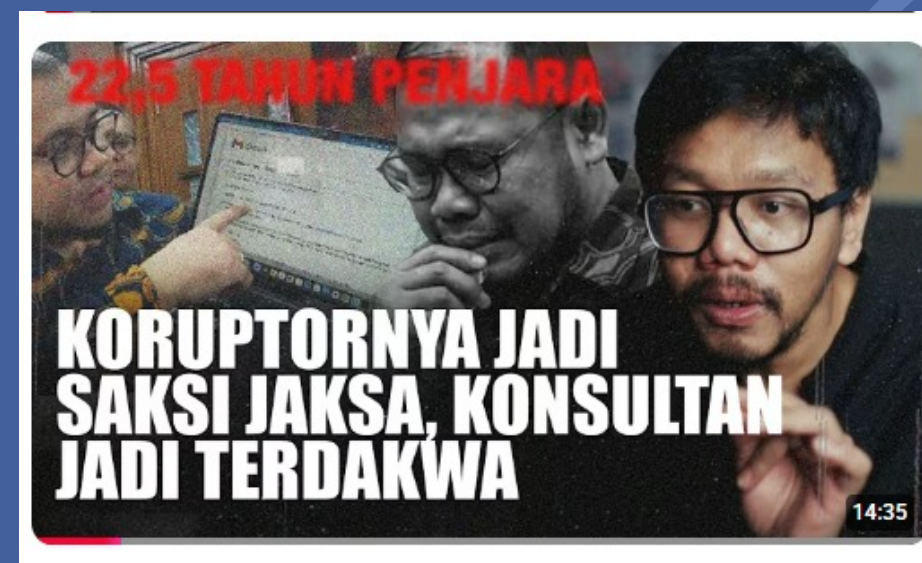 22,5 TAHUN PENJARA
KORUPTORNYA JADI
SAKSI JAKSA, KONSULTAN
JADI TERDAKWA
14:35